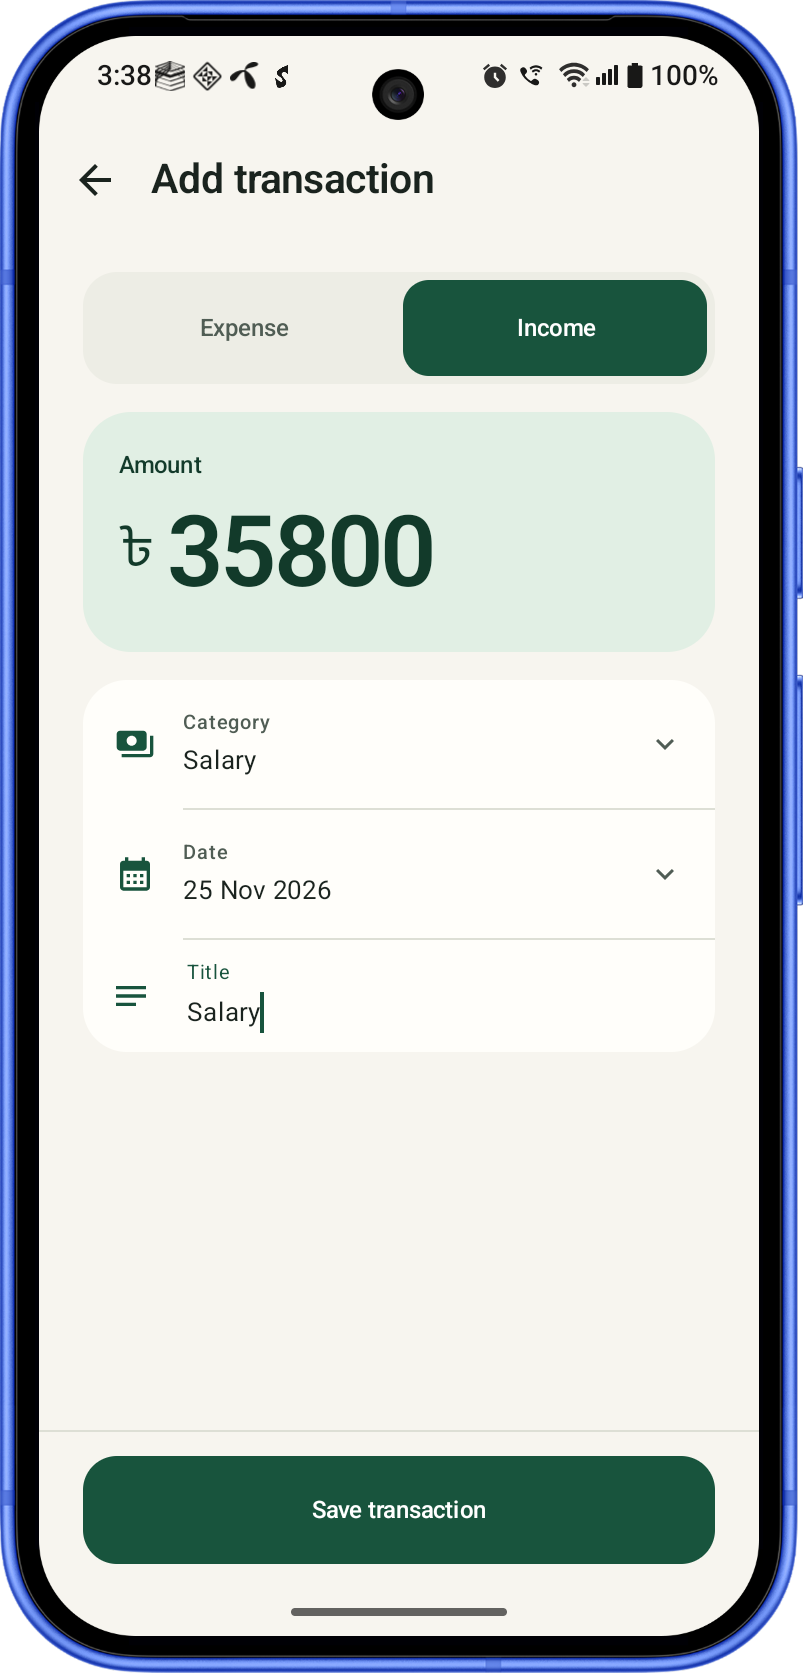 3:38 100%
Add transaction
Expense Income
Amount
৳ 35800
Category
Salary
Date
25 Nov 2026
Title
Salary
Save transaction